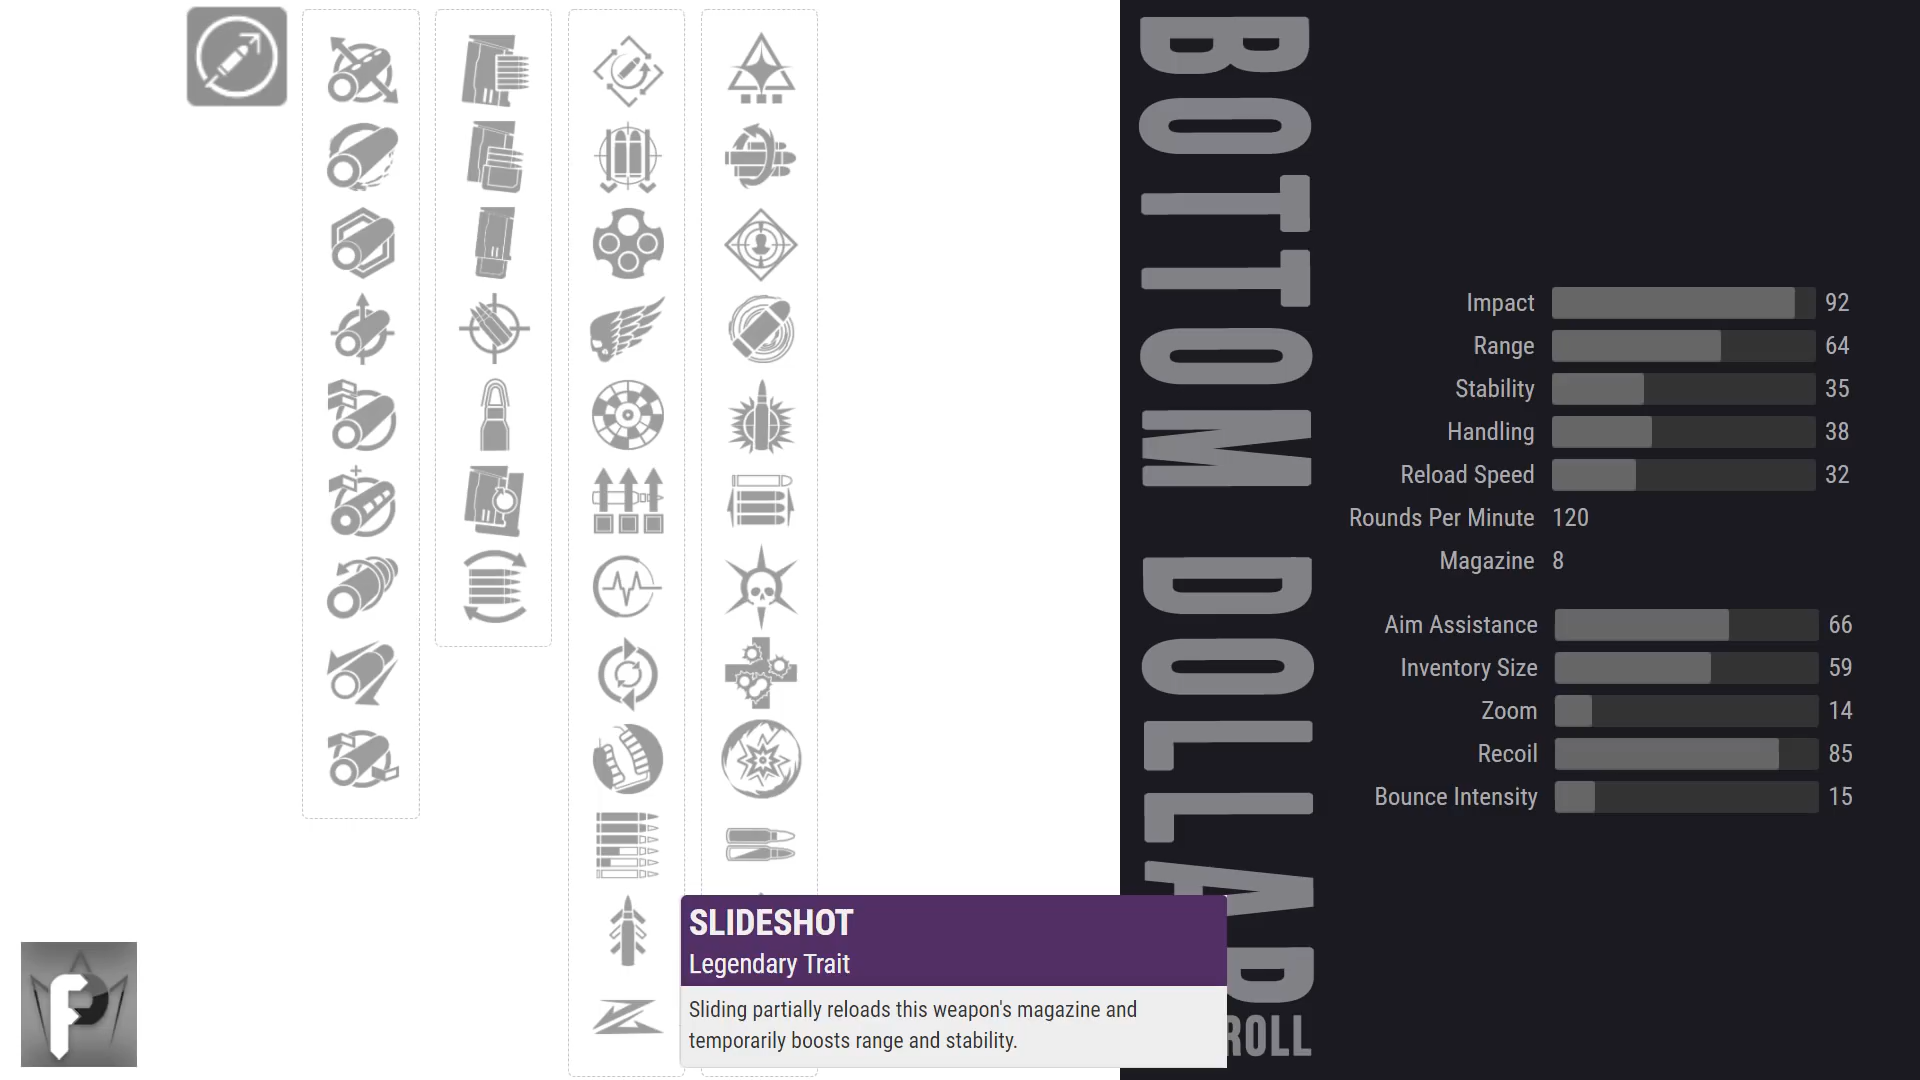 BOTTOM DOLLAR
ROLL
Impact 92
Range 64
Stability 35
Handling 38
Reload Speed 32
Rounds Per Minute 120
Magazine 8
Aim Assistance 66
Inventory Size 59
Zoom 14
Recoil 85
Bounce Intensity 15
SLIDESHOT
Legendary Trait
Sliding partially reloads this weapon's magazine and
temporarily boosts range and stability.